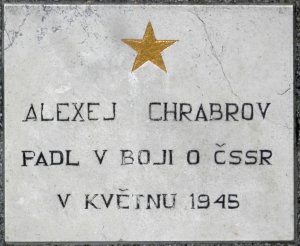 ALEXEJ CHRABROV
PADL V BOJI O ČSSR
V KVĚTNU 1945